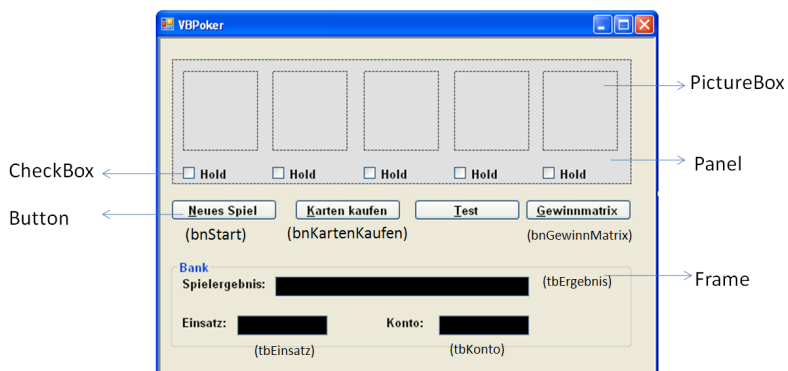 VBPoker
PictureBox
Panel
CheckBox
Hold Hold Hold Hold Hold
Button
Neues Spiel Karten kaufen Test Gewinnmatrix
(bnStart) (bnKartenKaufen) (bnGewinnMatrix)
Bank
Spielergebnis: (tbErgebnis) Frame
Einsatz: Konto:
(tbEinsatz) (tbKonto)